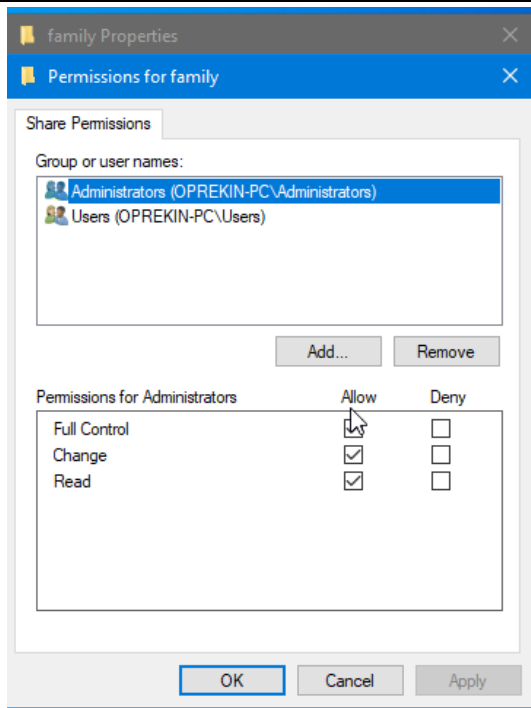 family Properties
Permissions for family
Share Permissions
Group or user names:
Administrators (OPREKIN-PC\Administrators)
Users (OPREKIN-PC\Users)
Add...
Remove
Permissions for Administrators Allow Deny
Full Control
Change
Read
OK
Cancel
Apply